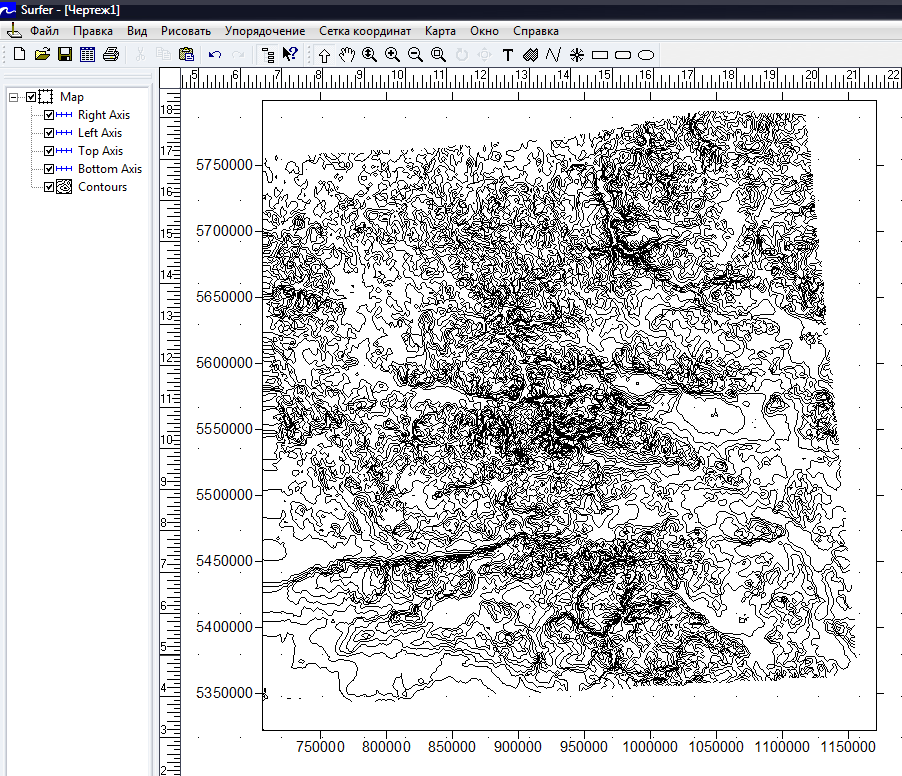 Surfer - [Чертеж1]
Файл Правка Вид Рисовать Упорядочение Сетка координат Карта Окно Справка
T
5 6 7 8 9 10 11 12 13 14 15 16 17 18 19 20 21 22
Map
Right Axis
Left Axis
Top Axis
Bottom Axis
Contours
18
17
16
15
14
13
12
11
10
9
8
7
6
5
4
3
2
5750000
5700000
5650000
5600000
5550000
5500000
5450000
5400000
5350000
750000 800000 850000 900000 950000 1000000 1050000 1100000 1150000